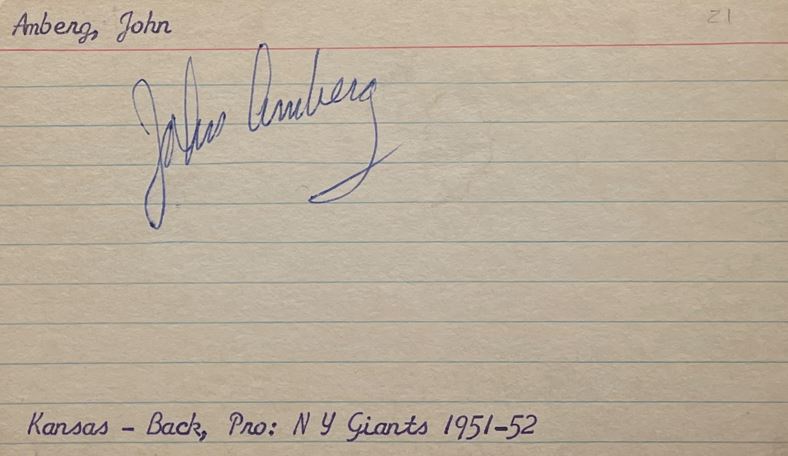 Amberg, John
21
John Amberg
Kansas - Back, Pro: N Y Giants 1951-52